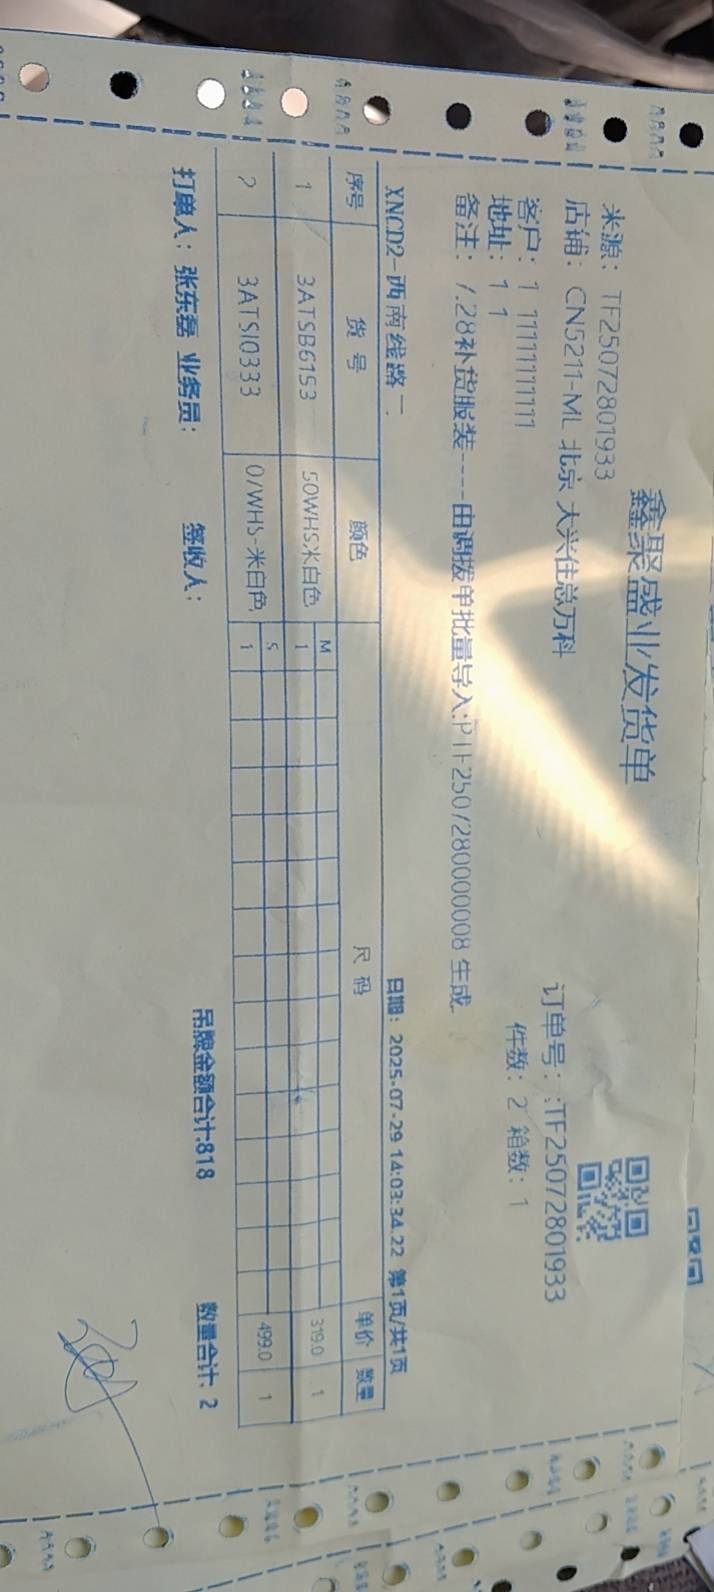 鑫聚盛业发货单
来源: TF25072801933
店铺: CN5211-ML 北京 大兴住总万科
订单号: :TF25072801933
客户: 1 11111111111
件数: 2 箱数: 1
地址: 1 1
备注: 7.28补货服装----由调拨单批量导入:PTF250728000008 生成.
XNCD2-西南线路一
日期: 2025-07-29 14:03:34.22 第1页/共1页
序号 货号 颜色 尺码 单价 数量
M
1 3ATSB6153 50WHS米白色 1 319.0 1
S
2 3ATSI0333 07WHS-米白色 1 499.0 1
打单人: 张东磊 业务员: 签收人: 吊牌金额合计:818 数量合计: 2